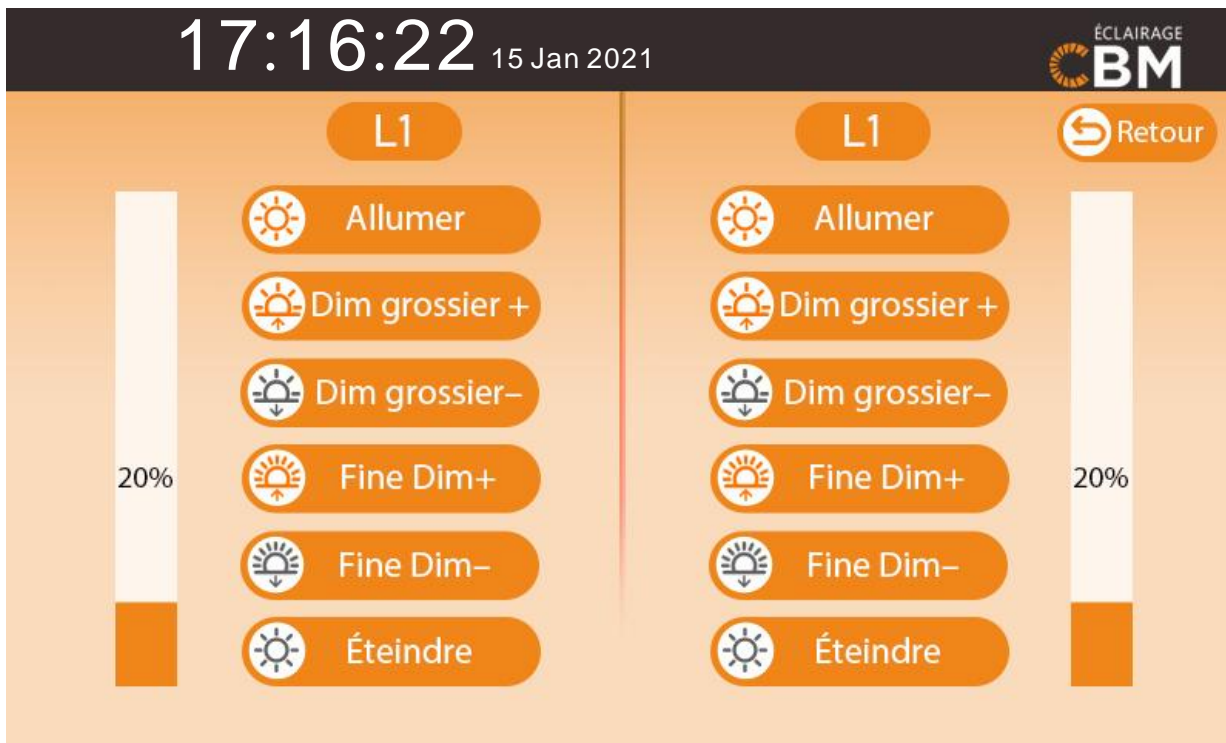 17:16:22 15 Jan 2021
ÉCLAIRAGE
CBM
L1
Allumer
Dim grossier +
Dim grossier–
Fine Dim+
Fine Dim–
Éteindre
20%
L1
Allumer
Dim grossier +
Dim grossier–
Fine Dim+
Fine Dim–
Éteindre
20%
Retour